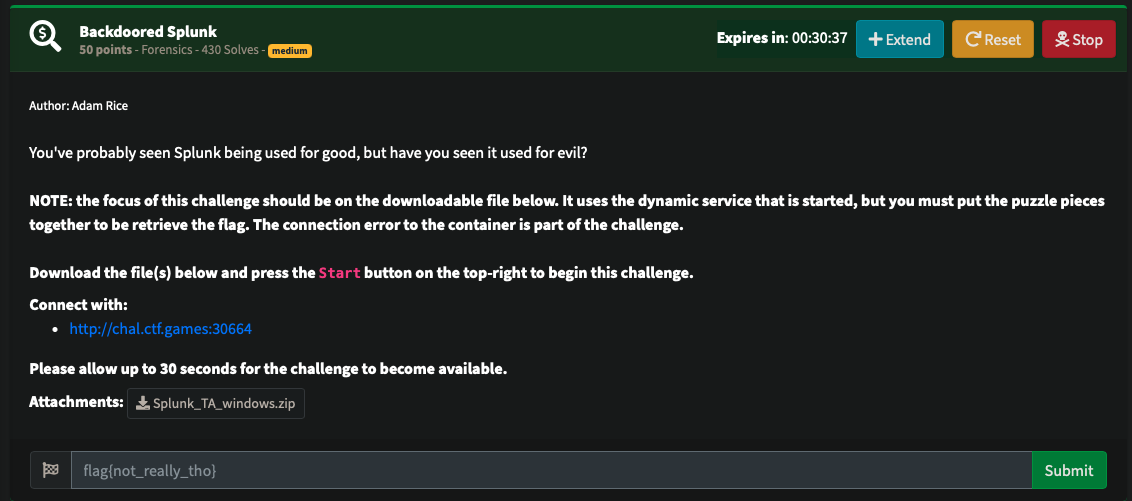 Backdoored Splunk
50 points - Forensics - 430 Solves - medium
Expires in: 00:30:37
Extend
Reset
Stop
Author: Adam Rice
You've probably seen Splunk being used for good, but have you seen it used for evil?
NOTE: the focus of this challenge should be on the downloadable file below. It uses the dynamic service that is started, but you must put the puzzle pieces
together to be retrieve the flag. The connection error to the container is part of the challenge.
Download the file(s) below and press the Start button on the top-right to begin this challenge.
Connect with:
http://chal.ctf.games:30664
Please allow up to 30 seconds for the challenge to become available.
Attachments: Splunk_TA_windows.zip
flag{not_really_tho}
Submit